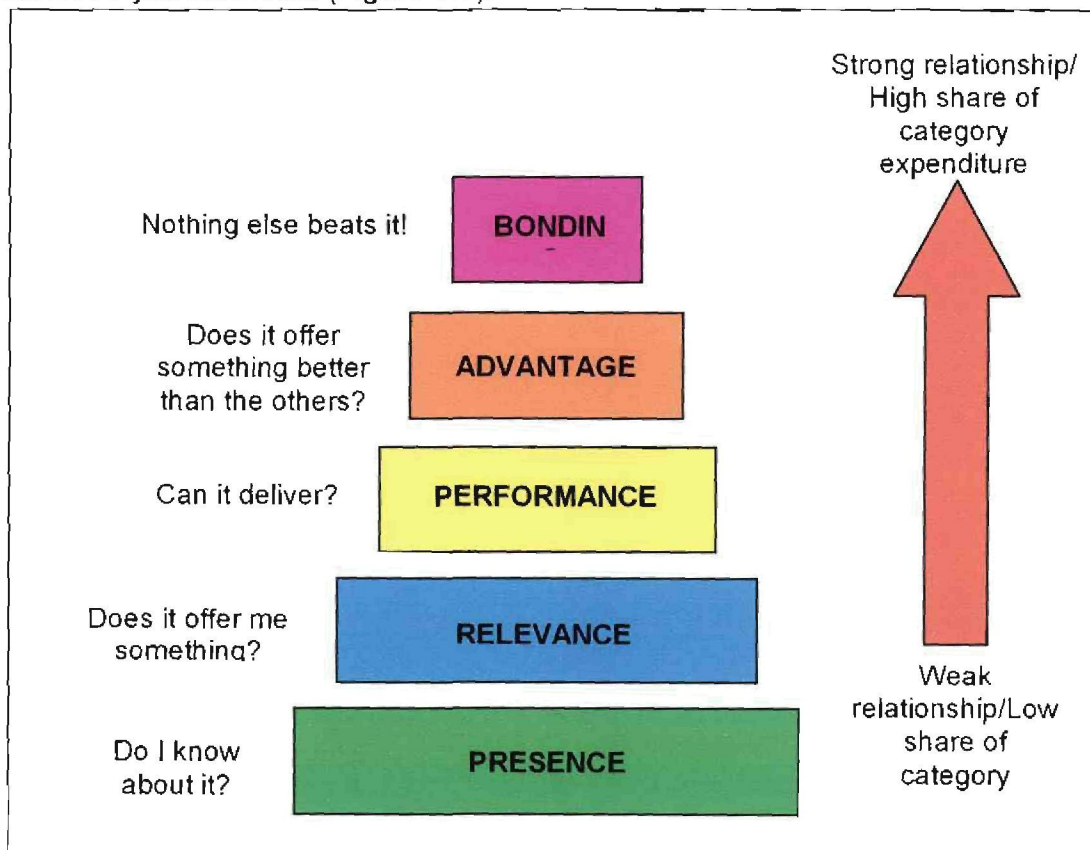 Strong relationship/
High share of
category
expenditure
Nothing else beats it!
BONDIN
Does it offer
something better
than the others?
ADVANTAGE
Can it deliver?
PERFORMANCE
Does it offer me
something?
RELEVANCE
Weak
relationship/Low
share of
category
Do I know
about it?
PRESENCE